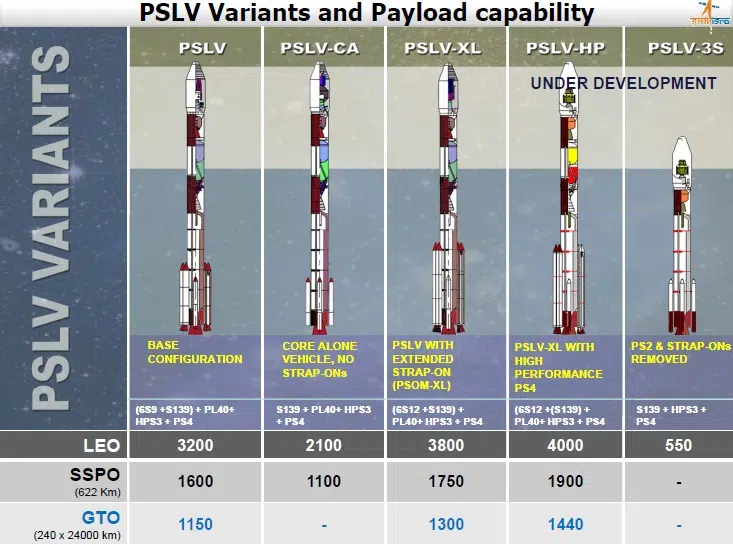 PSLV Variants and Payload capability
इसरो isro
PSLV VARIANTS
PSLV
PSLV-CA
PSLV-XL
PSLV-HP
PSLV-3S
UNDER DEVELOPMENT
BASE
CONFIGURATION
CORE ALONE
VEHICLE, NO
STRAP-ONs
PSLV WITH
EXTENDED
STRAP-ON
(PSOM-XL)
PSLV-XL WITH
HIGH
PERFORMANCE
PS4
PS2 & STRAP-ONs
REMOVED
(6S9 +S139) + PL40+
HPS3 + PS4
S139 + PL40+ HPS3
+ PS4
(6S12 +S139) +
PL40+ HPS3 + PS4
(6S12 +(S139) +
PL40+ HPS3 + PS4
S139 + HPS3 +
PS4
LEO 3200 2100 3800 4000 550
SSPO 1600 1100 1750 1900 -
(622 Km)
GTO 1150 - 1300 1440 -
(240 x 24000 km)